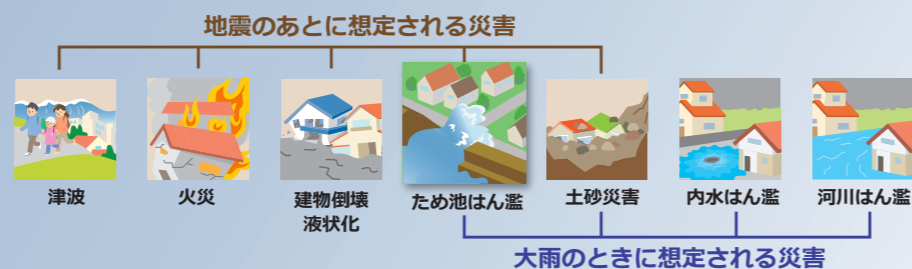 地震のあとに想定される災害
津波
火災
建物倒壊
液状化
ため池はん濫
土砂災害
内水はん濫
河川はん濫
大雨のときに想定される災害